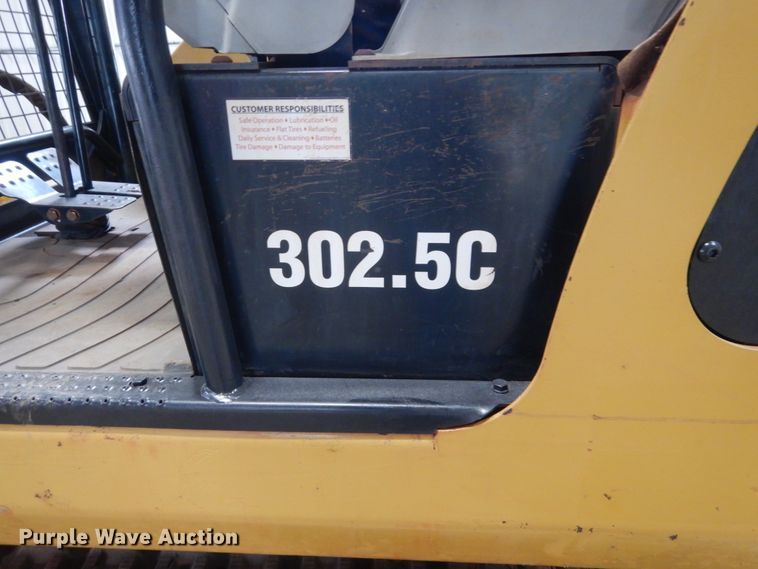 CUSTOMER RESPONSIBILITIES
Safe Operation • Lubrication • Oil
Insurance • Flat Tires • Refuelling
Daily Service & Cleaning • Batteries
Tire Damage • Damage to Equipment
302.5C
Purple Wave Auction